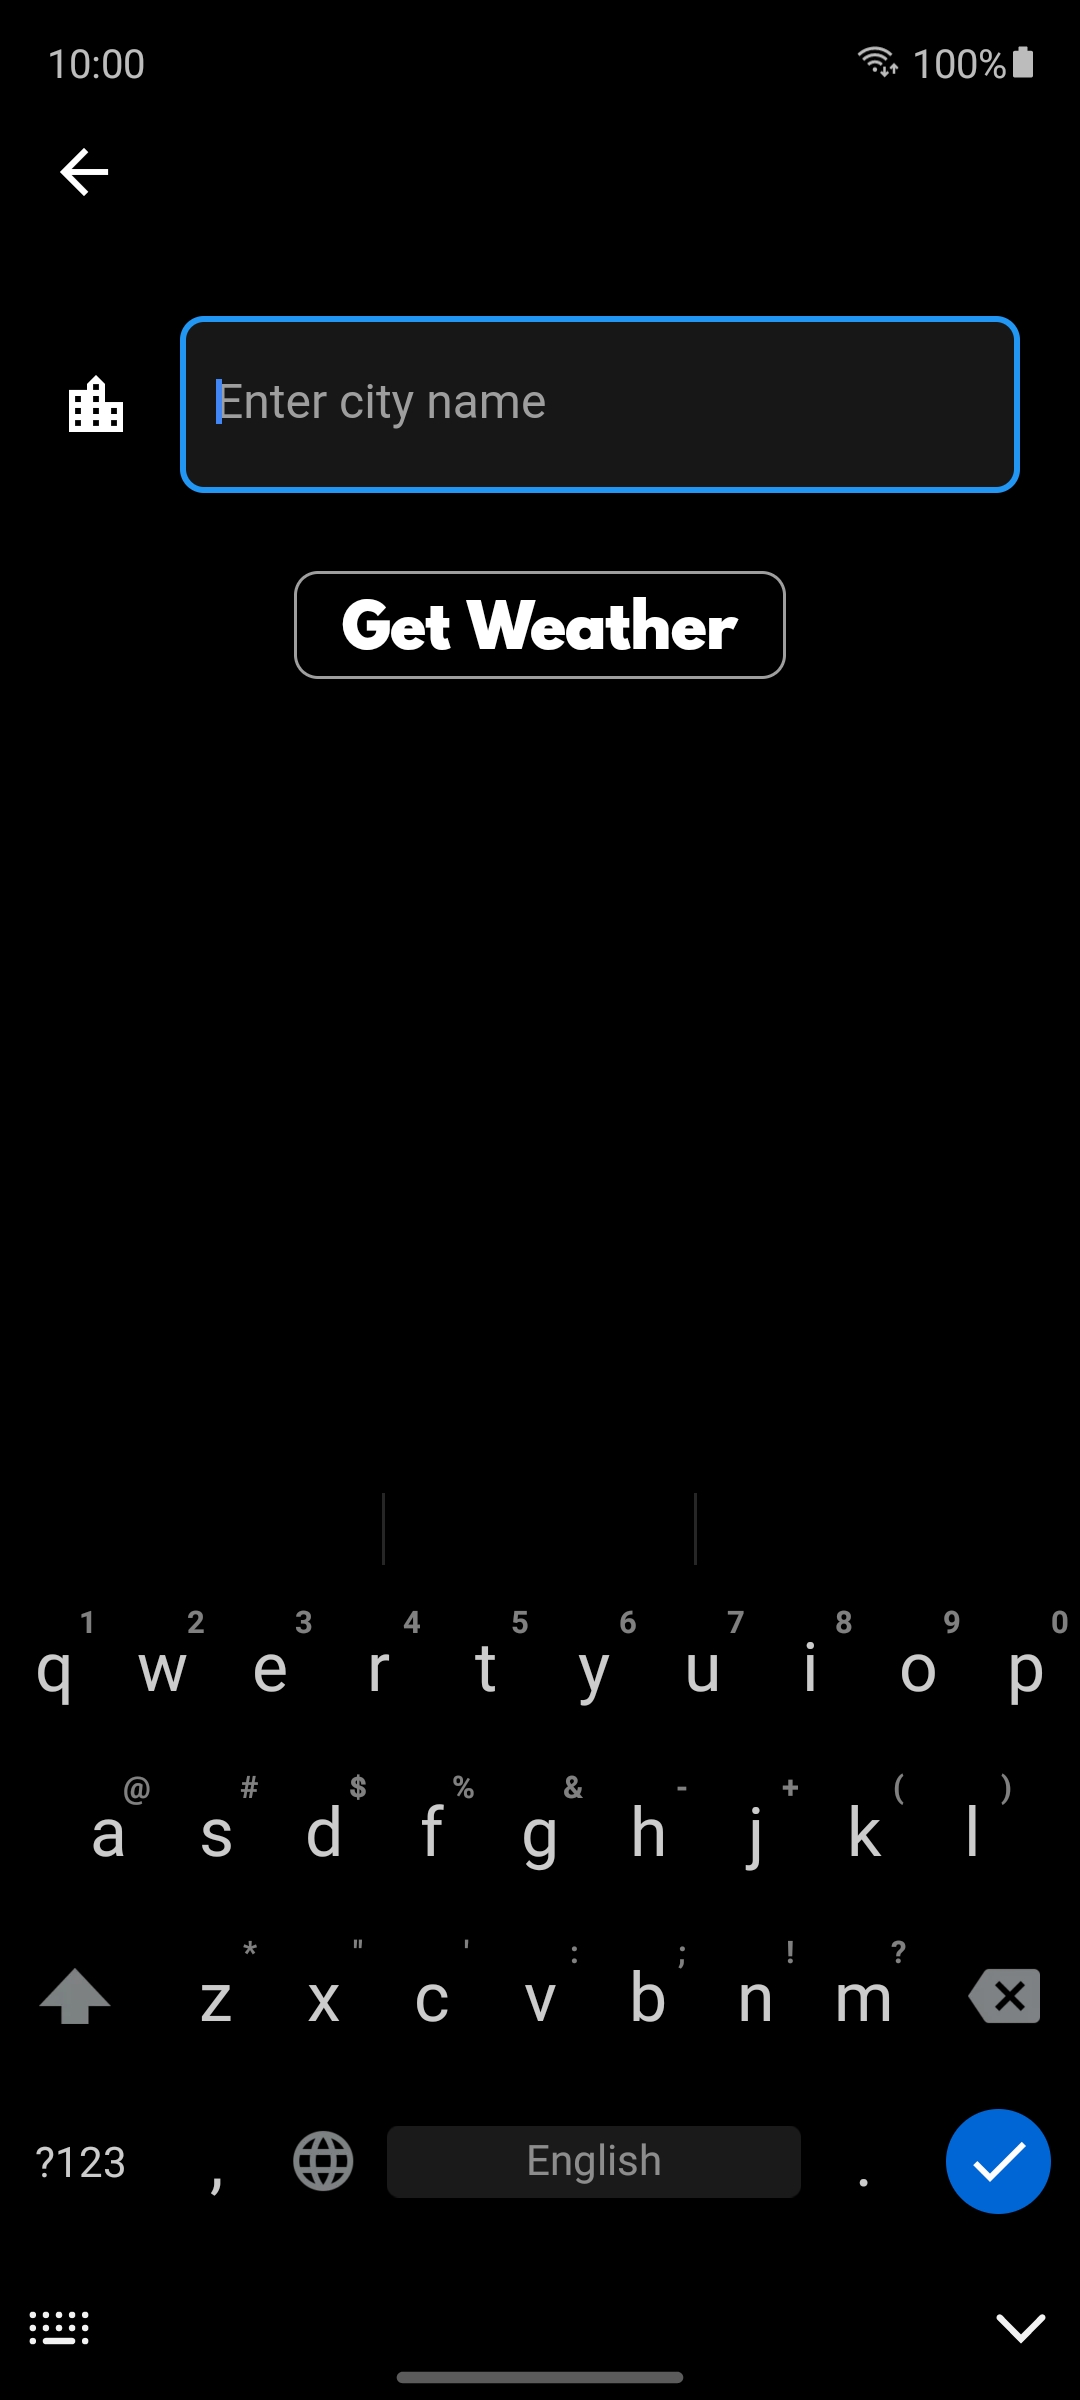 10:00 100%
Enter city name
Get Weather
1 2 3 4 5 6 7 8 9 0
q w e r t y u i o p
@ # $ % & - + ( )
a s d f g h j k l
* " ' : ; ! ?
z x c v b n m
?123 , English .